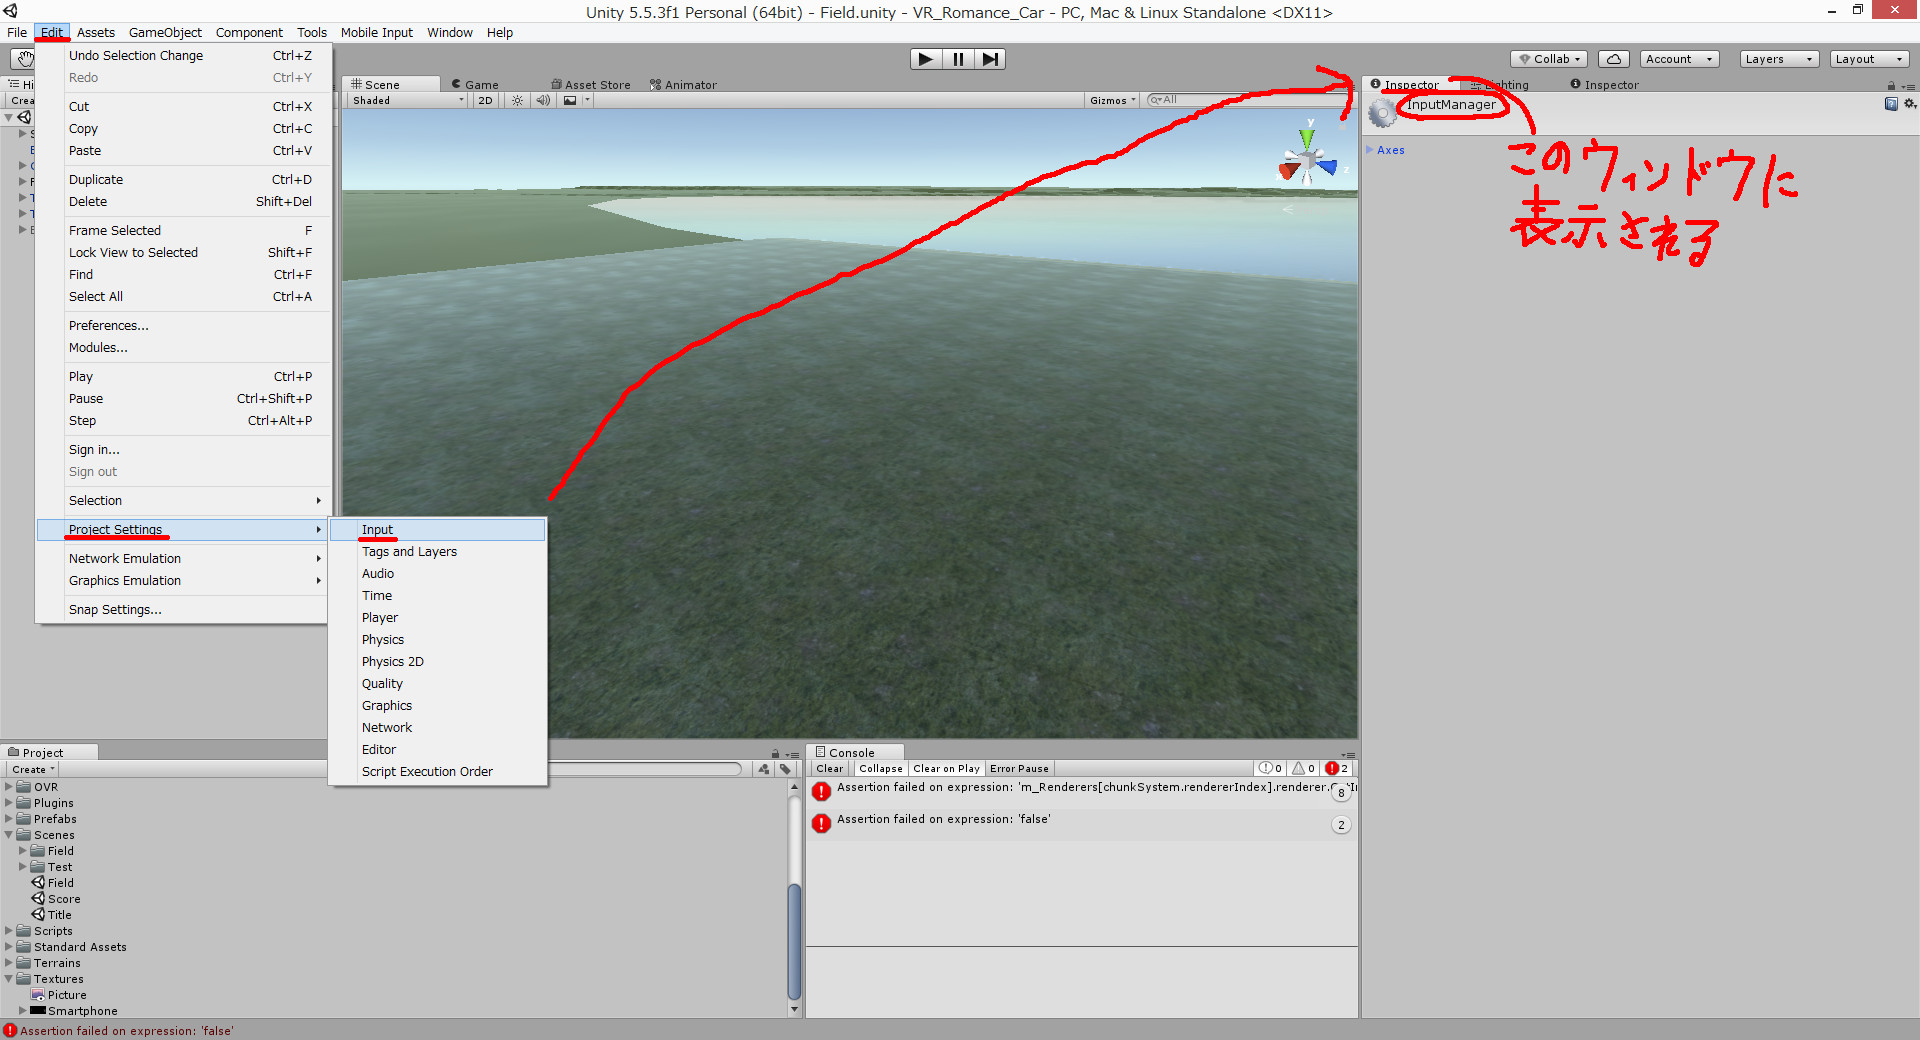 Unity 5.5.3f1 Personal (64bit) - Field.unity - VR_Romance_Car - PC, Mac & Linux Standalone <DX11>
File Edit Assets GameObject Component Tools Mobile Input Window Help
Collab Account Layers Layout
Undo Selection Change Ctrl+Z
Redo Ctrl+Y
Cut Ctrl+X
Copy Ctrl+C
Paste Ctrl+V
Duplicate Ctrl+D
Delete Shift+Del
Frame Selected F
Lock View to Selected Shift+F
Find Ctrl+F
Select All Ctrl+A
Preferences...
Modules...
Play Ctrl+P
Pause Ctrl+Shift+P
Step Ctrl+Alt+P
Sign in...
Sign out
Selection
Project Settings
Network Emulation
Graphics Emulation
Snap Settings...
Input
Tags and Layers
Audio
Time
Player
Physics
Physics 2D
Quality
Graphics
Network
Editor
Script Execution Order
Scene Game Asset Store Animator
Shaded 2D Gizmos All
y
z
Inspector Lighting Inspector
InputManager
Axes
このウィンドウに
表示される
Project
Create
OVR
Plugins
Prefabs
Scenes
Field
Test
Field
Score
Title
Scripts
Standard Assets
Terrains
Textures
Picture
Smartphone
Console
Clear Collapse Clear on Play Error Pause 0 0 2
Assertion failed on expression: 'm_Renderers[chunkSystem.rendererIndex].renderer. 8
Assertion failed on expression: 'false' 2
Assertion failed on expression: 'false'